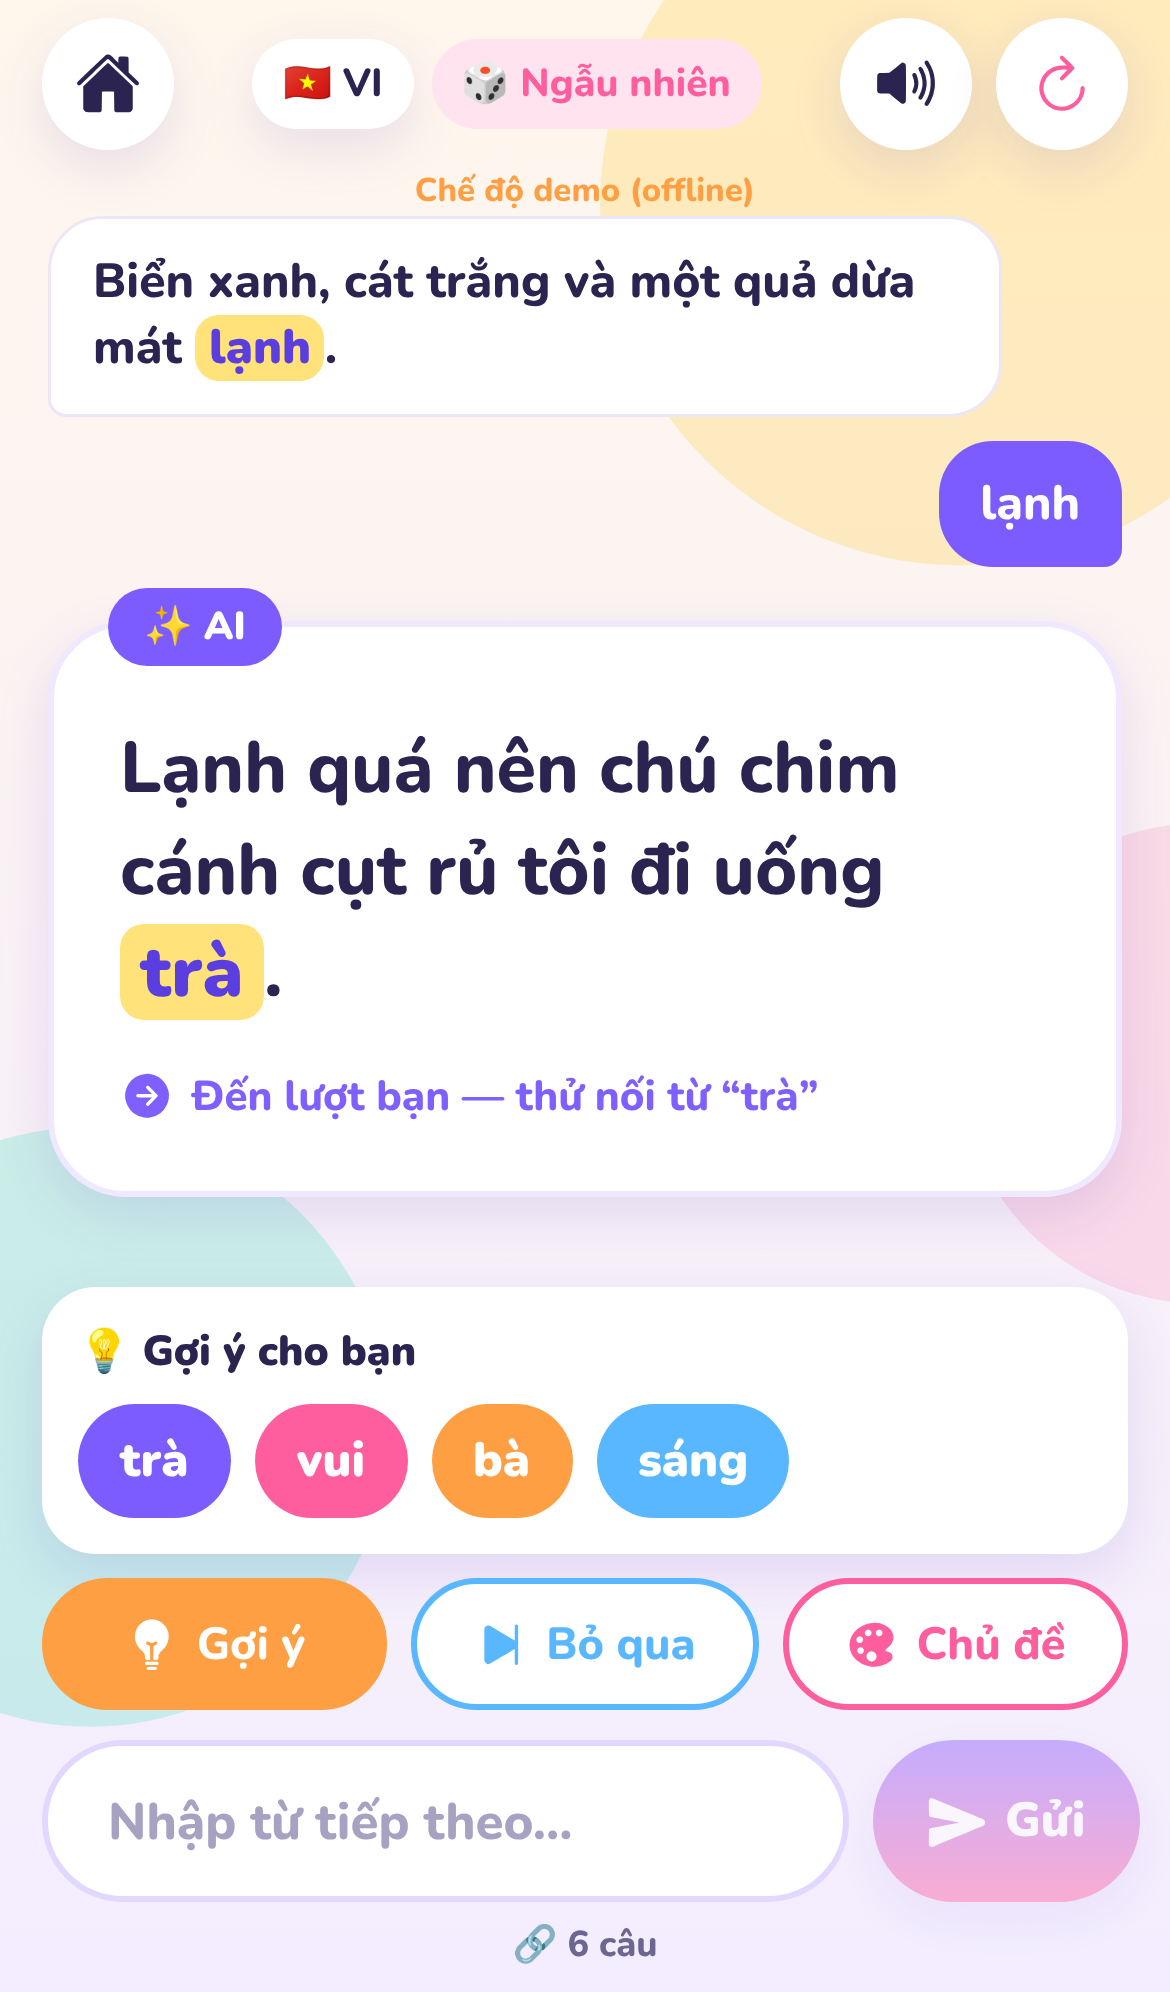 VI
Ngẫu nhiên
Chế độ demo (offline)
Biển xanh, cát trắng và một quả dừa
mát lạnh.
lạnh
AI
Lạnh quá nên chú chim
cánh cụt rủ tôi đi uống
trà.
Đến lượt bạn — thử nối từ “trà”
Gợi ý cho bạn
trà vui bà sáng
Gợi ý
Bỏ qua
Chủ đề
Nhập từ tiếp theo...
Gửi
6 câu